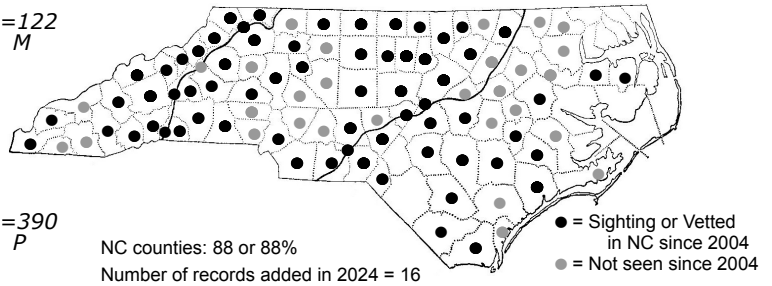 =122
M
=390
P
NC counties: 88 or 88%
Number of records added in 2024 = 16
= Sighting or Vetted
in NC since 2004
= Not seen since 2004